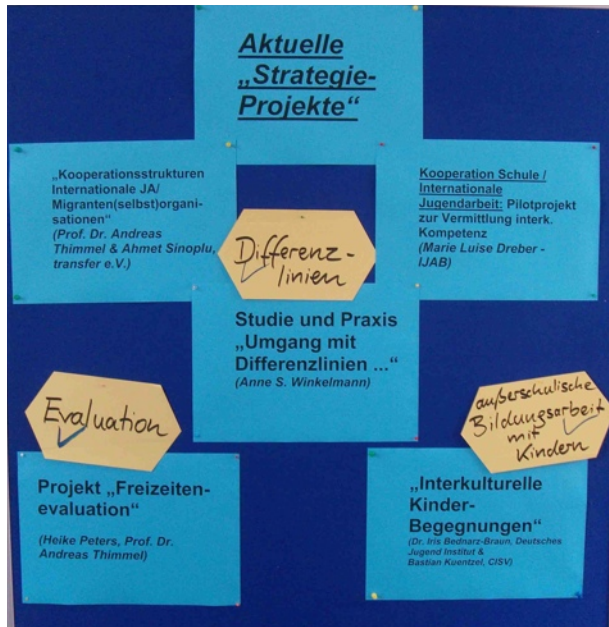 Aktuelle
„Strategie-
Projekte“
„Kooperationsstrukturen
Internationale JA/
Migranten(selbst)organi-
sationen“
(Prof. Dr. Andreas
Thimmel & Ahmet Sinoplu,
transfer e.V.)
Kooperation Schule /
Internationale
Jugendarbeit: Pilotprojekt
zur Vermittlung interk.
Kompetenz
(Marie Luise Dreber -
IJAB)
Differenz-
linien
Studie und Praxis
„Umgang mit
Differenzlinien ...“
(Anne S. Winkelmann)
Evaluation
Projekt „Freizeiten-
evaluation“
(Heike Peters, Prof. Dr.
Andreas Thimmel)
außerschulische
Bildungsarbeit
mit
Kindern
„Interkulturelle
Kinder-
Begegnungen“
(Dr. Iris Bednarz-Braun, Deutsches
Jugend Institut &
Bastian Kuentzel, CISV)